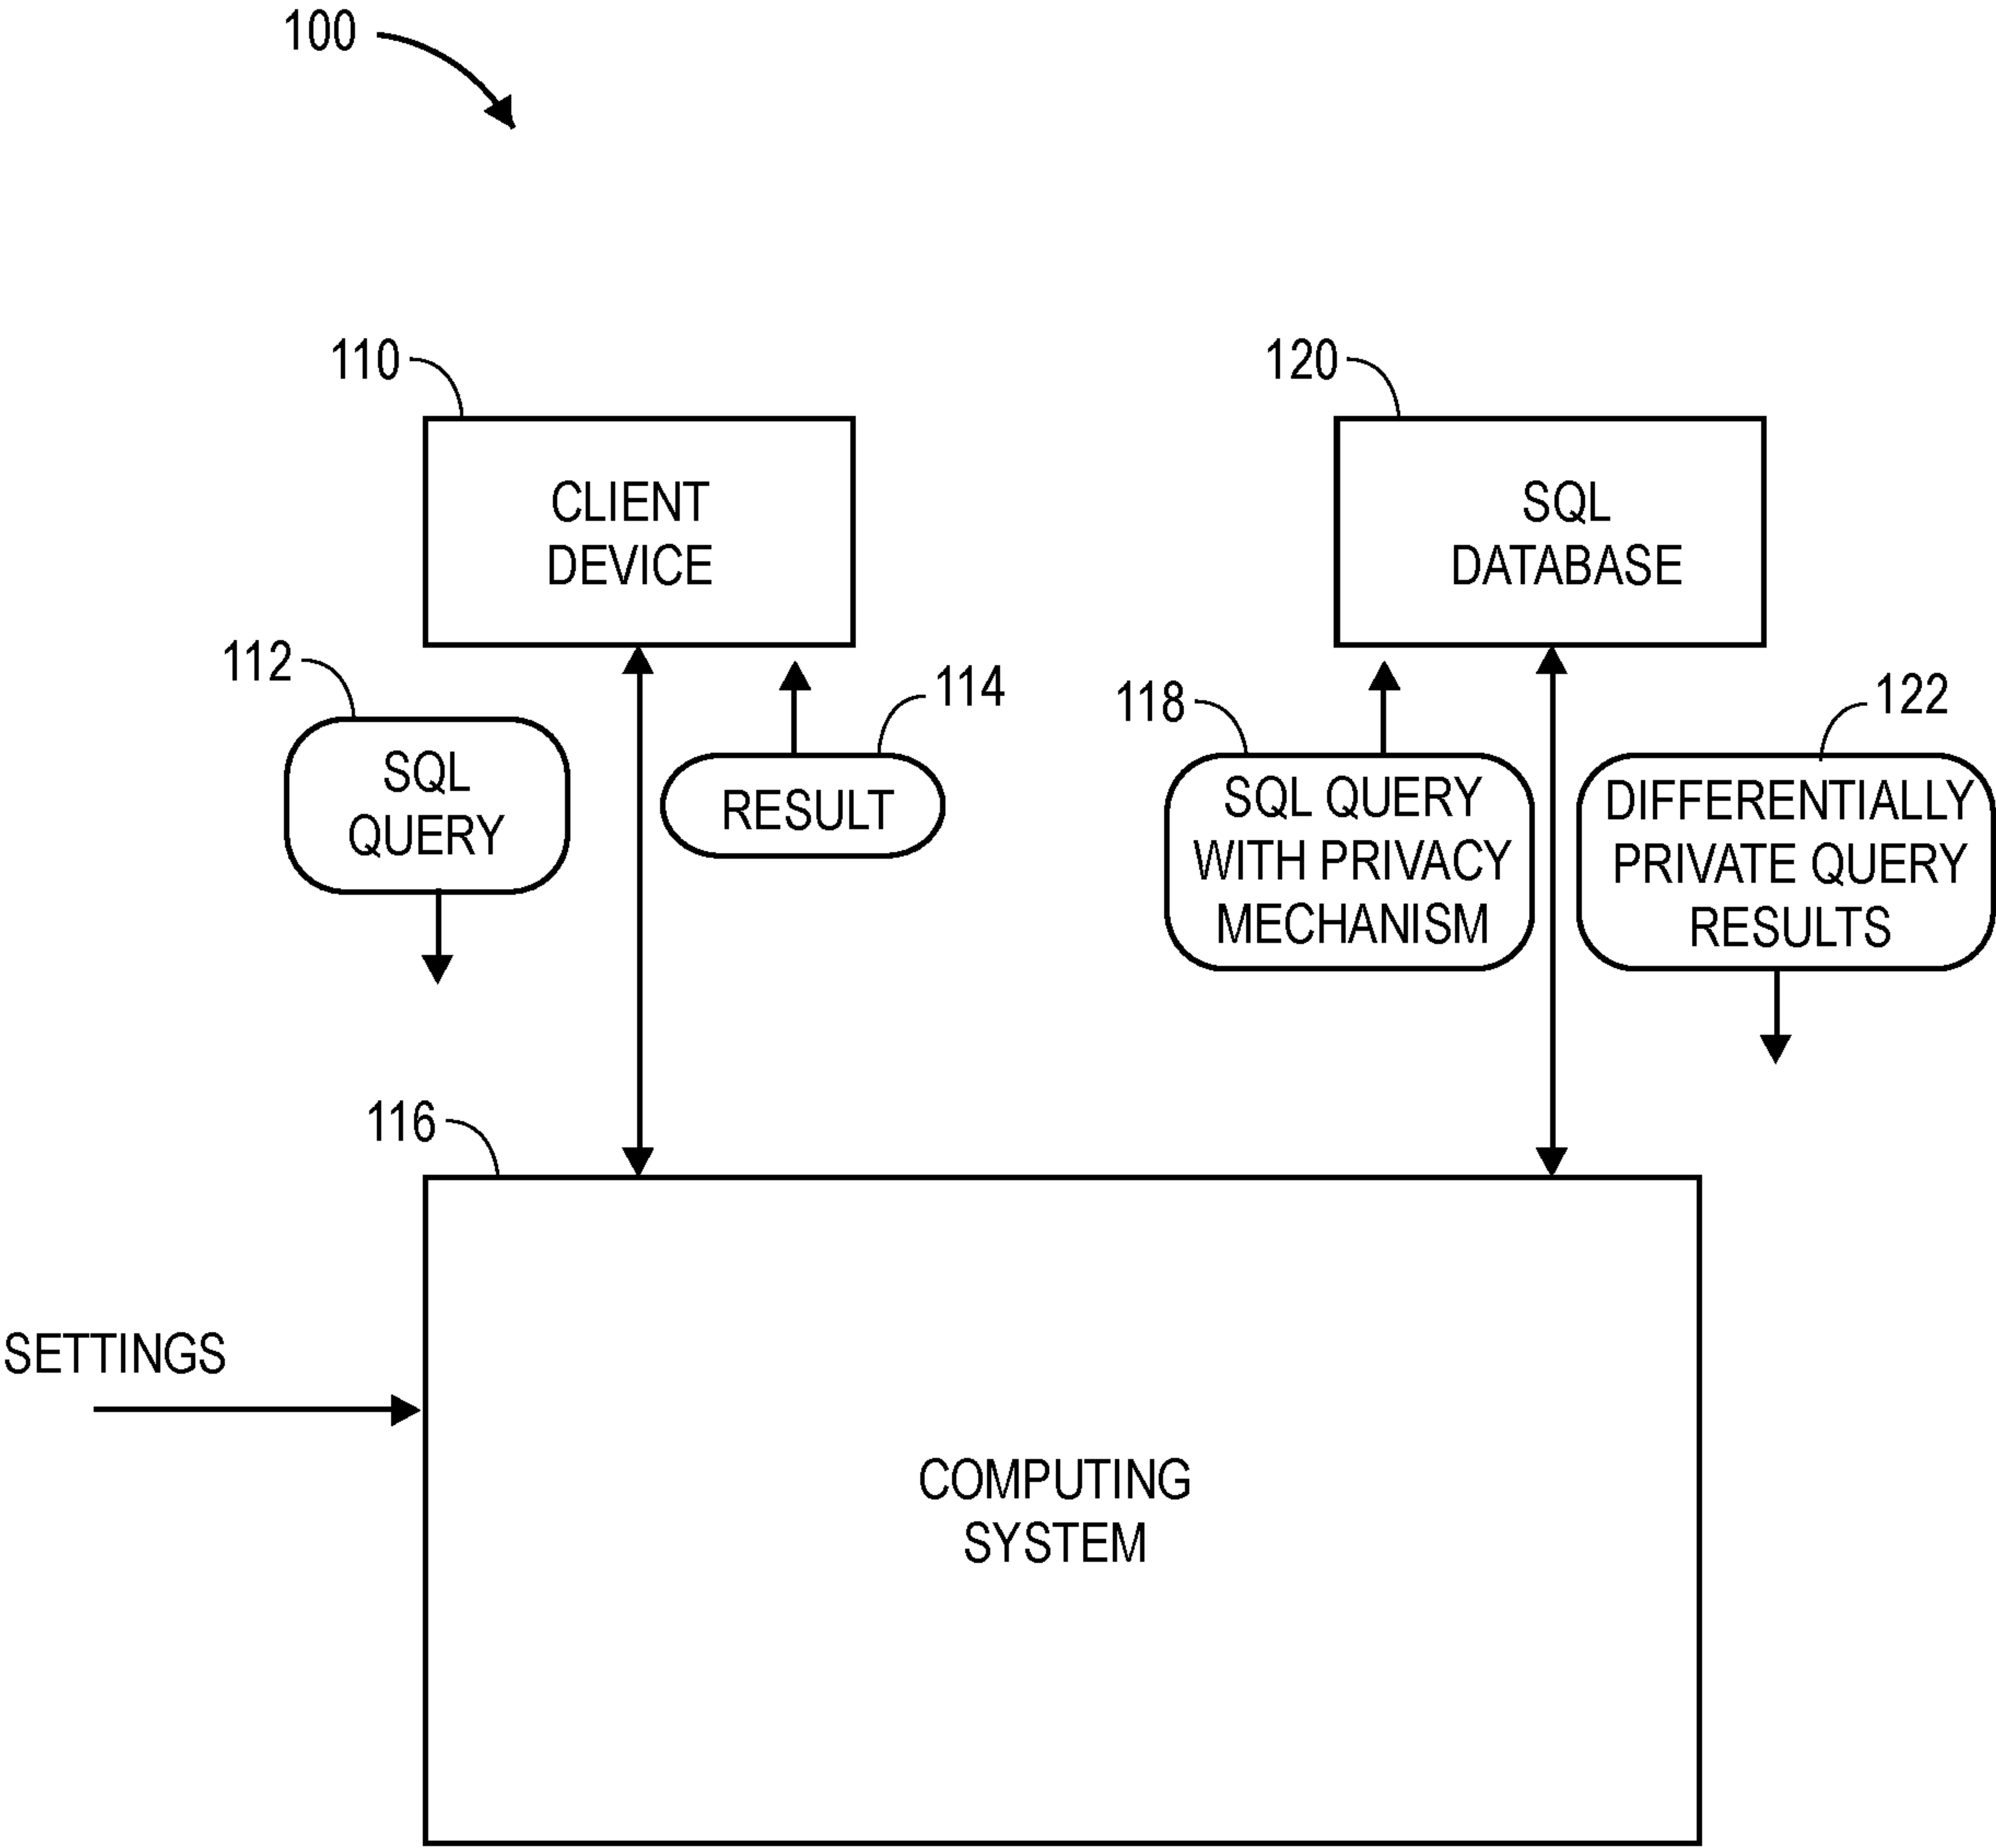 100
110
CLIENT
DEVICE
120
SQL
DATABASE
112
SQL
QUERY
114
RESULT
118
SQL QUERY
WITH PRIVACY
MECHANISM
122
DIFFERENTIALLY
PRIVATE QUERY
RESULTS
116
SETTINGS
COMPUTING
SYSTEM